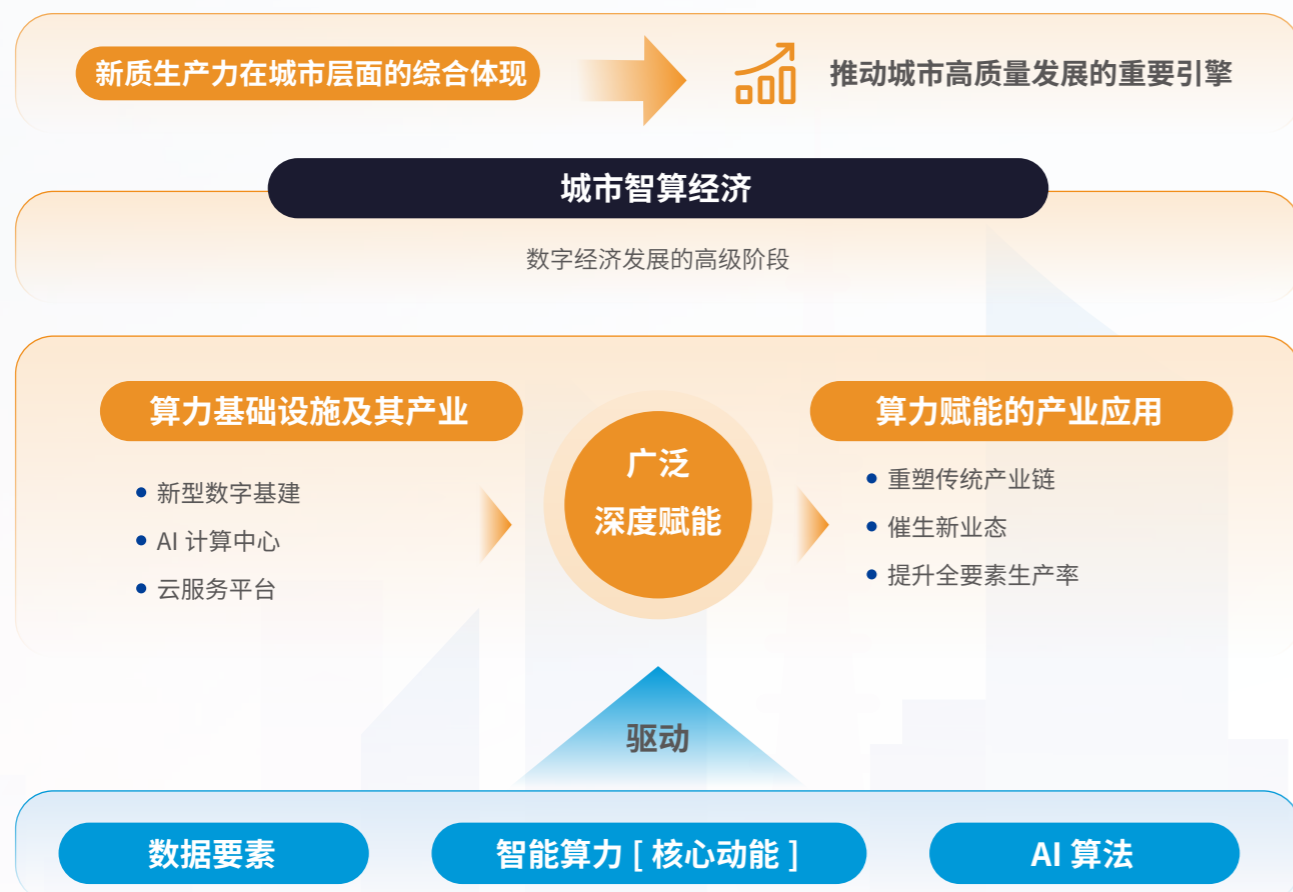 新质生产力在城市层面的综合体现
推动城市高质量发展的重要引擎
城市智算经济
数字经济发展的高级阶段
算力基础设施及其产业
新型数字基建
AI 计算中心
云服务平台
广泛
深度赋能
算力赋能的产业应用
重塑传统产业链
催生新业态
提升全要素生产率
驱动
数据要素
智能算力 [ 核心动能 ]
AI 算法